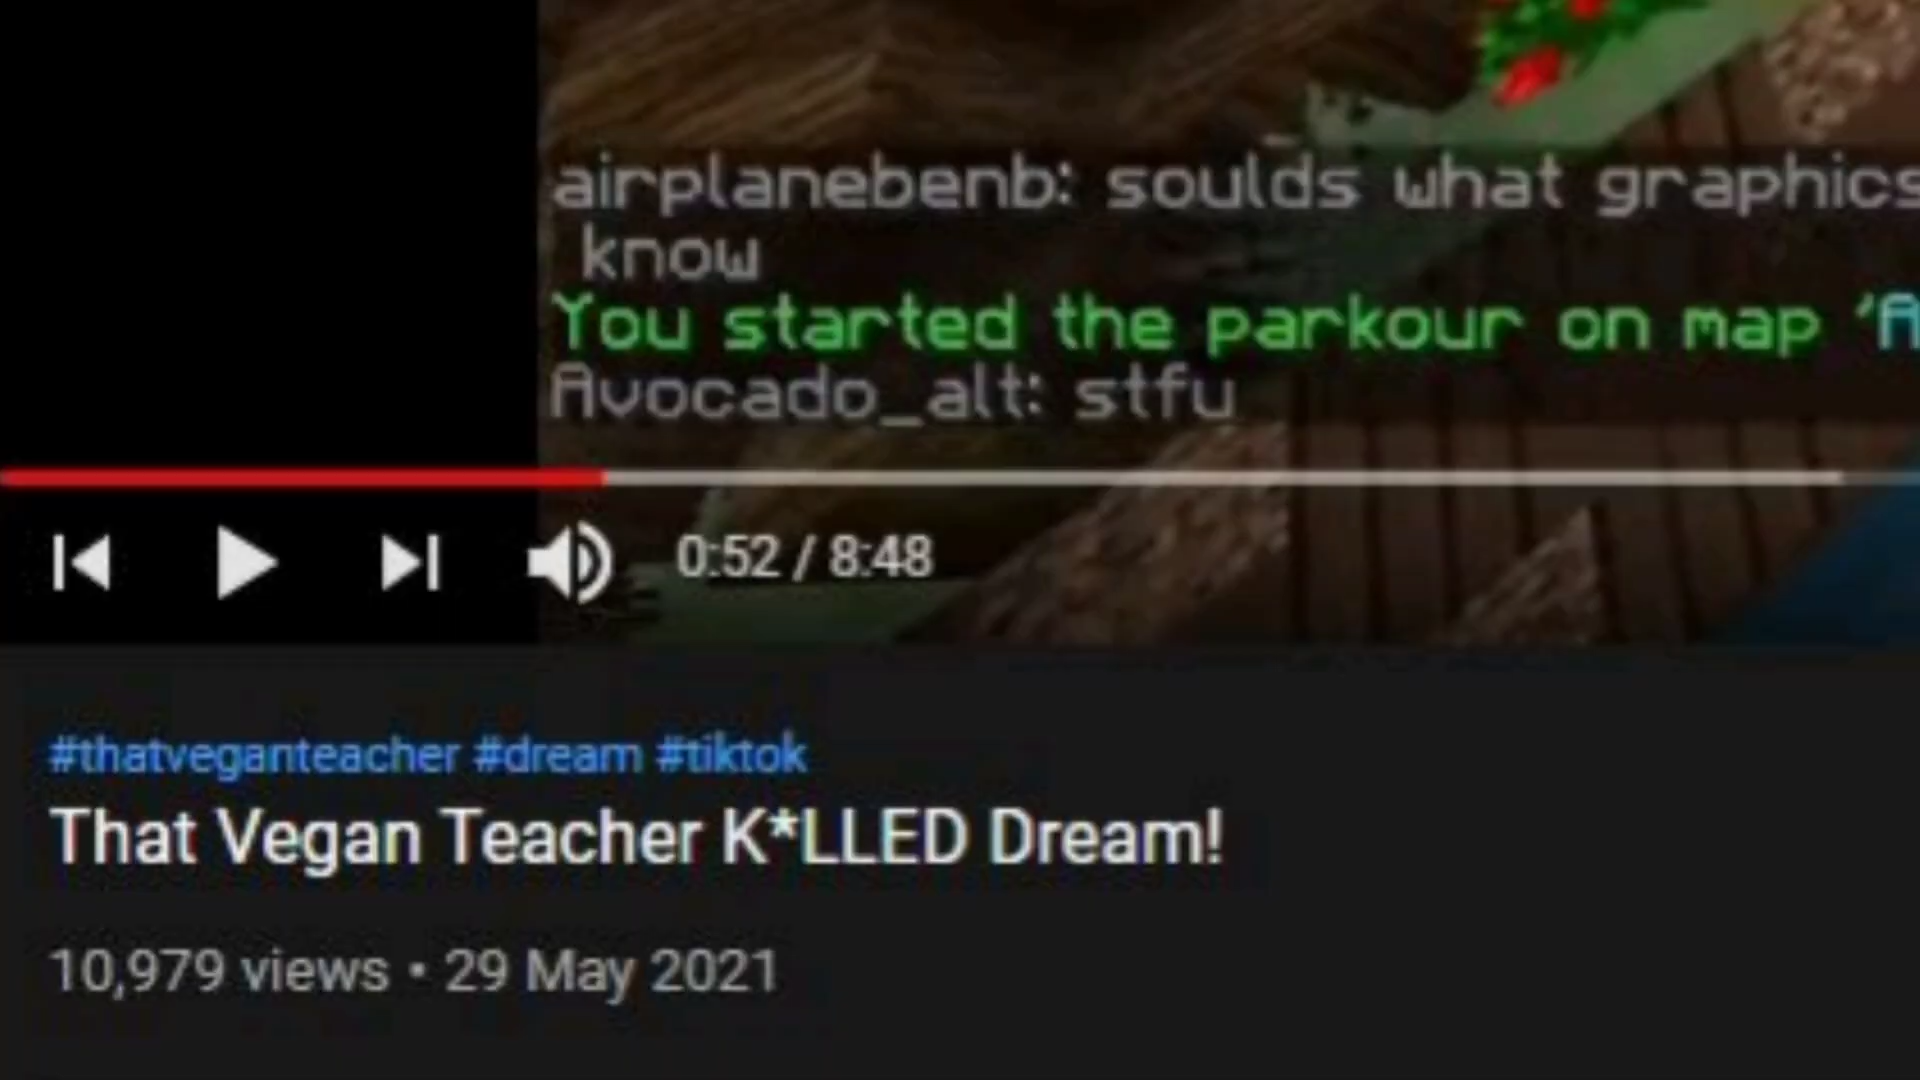 airplanebenb: soulds what graphics
know
You started the parkour on map 'A
Avocado_alt: stfu
0:52 / 8:48
#thatveganteacher #dream #tiktok
That Vegan Teacher K*LLED Dream!
10,979 views • 29 May 2021